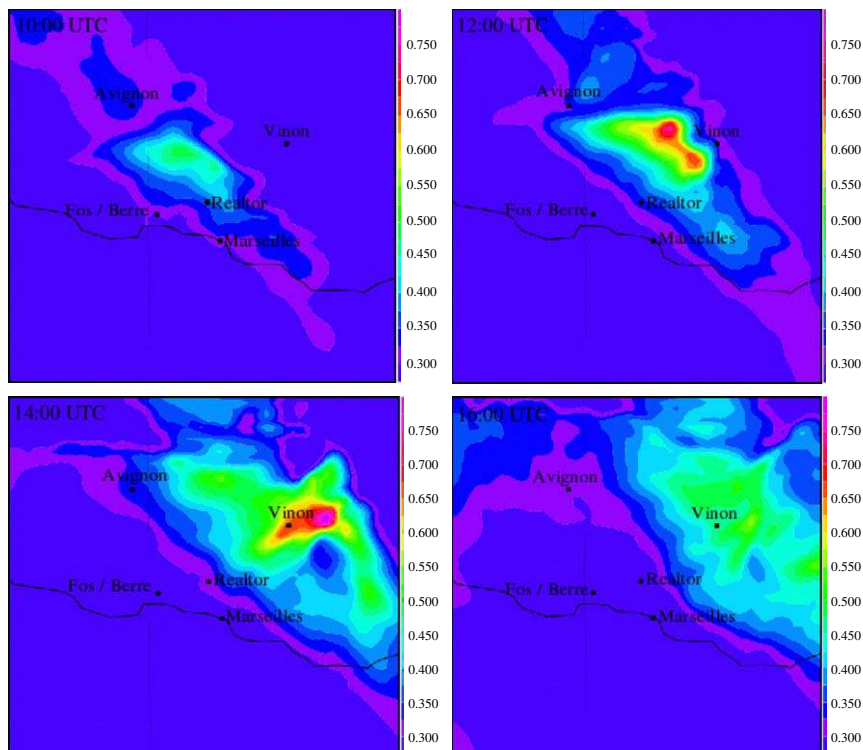 10:00 UTC
Avignon
Vinon
Realtor
Fos / Berre
Marseilles
0.750
0.700
0.650
0.600
0.550
0.500
0.450
0.400
0.350
0.300
12:00 UTC
Avignon
Vinon
Realtor
Fos / Berre
Marseilles
0.750
0.700
0.650
0.600
0.550
0.500
0.450
0.400
0.350
0.300
14:00 UTC
Avignon
Vinon
Realtor
Fos / Berre
Marseilles
0.750
0.700
0.650
0.600
0.550
0.500
0.450
0.400
0.350
0.300
16:00 UTC
Avignon
Vinon
Realtor
Fos / Berre
Marseilles
0.750
0.700
0.650
0.600
0.550
0.500
0.450
0.400
0.350
0.300